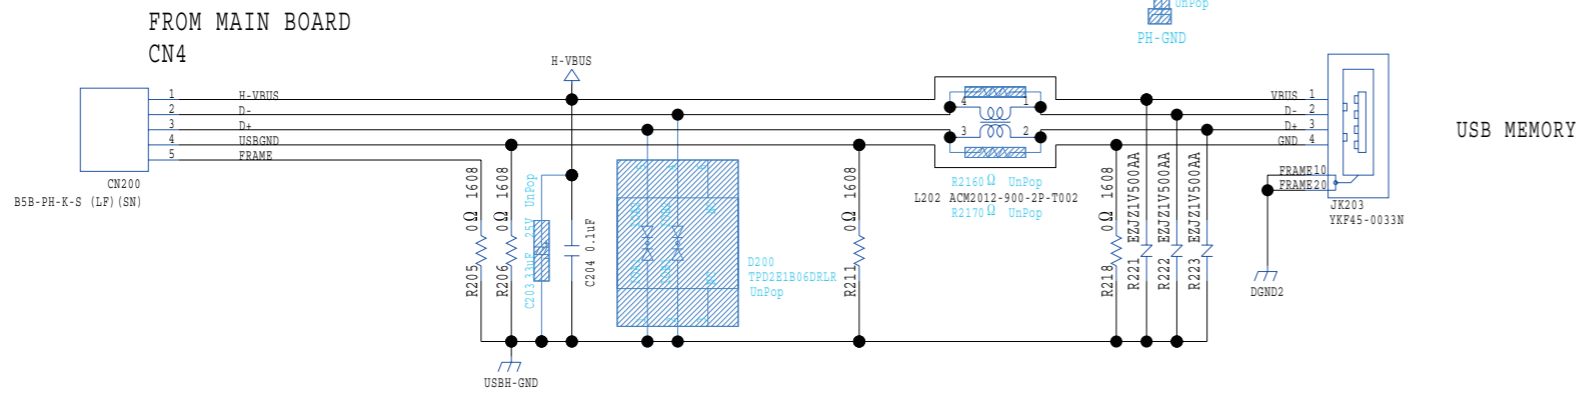 FROM MAIN BOARD
CN4
UnPop
PH-GND
H-VBUS
1 H-VBUS
2 D-
3 D+
4 USBGND
5 FRAME
CN200
B5B-PH-K-S (LF)(SN)
R205 0Ω 1608
R206 0Ω 1608
C203 33uF 25V UnPop
C204 0.1uF
USBH-GND
D200
TPD2E1B06DRLR
UnPop
R211 0Ω 1608
4 1
3 2
R2160Ω UnPop
L202 ACM2012-900-2P-T002
R2170Ω UnPop
R218 0Ω 1608
R221 EZJZ1V500AA
R222 EZJZ1V500AA
R223 EZJZ1V500AA
VBUS 1
D- 2
D+ 3
GND 4
FRAME10
FRAME20
JK203
YKF45-0033N
DGND2
USB MEMORY